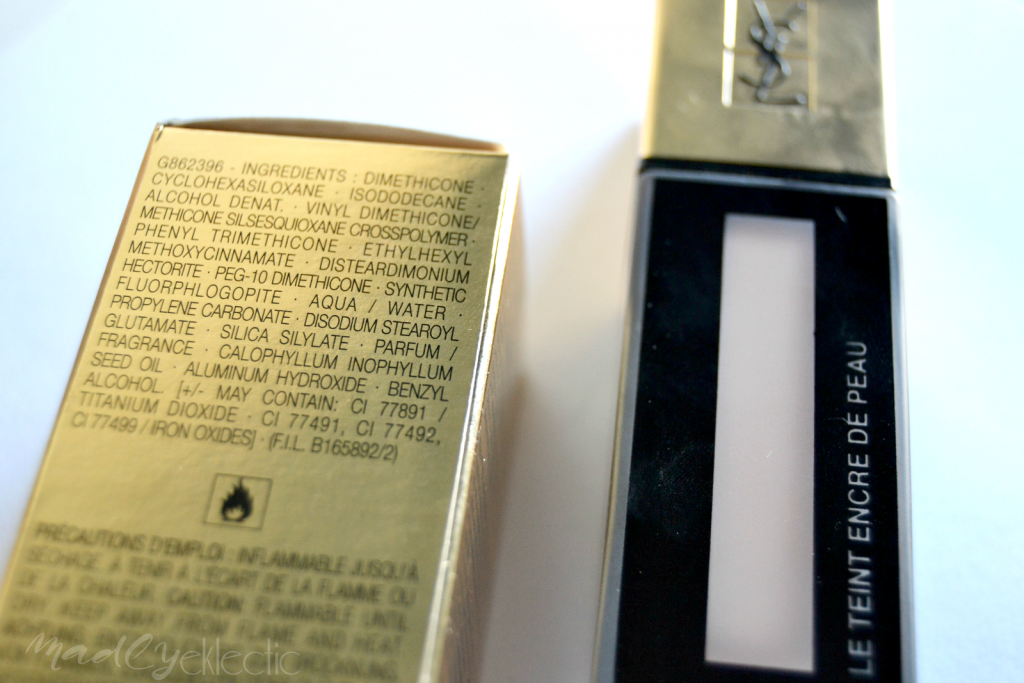 G862396 - INGREDIENTS : DIMETHICONE ·
CYCLOHEXASILOXANE · ISODODECANE
ALCOHOL DENAT. · VINYL DIMETHICONE/
METHICONE SILSESQUIOXANE CROSSPOLYMER ·
PHENYL TRIMETHICONE · ETHYLHEXYL
METHOXYCINNAMATE · DISTEARDIMONIUM
HECTORITE · PEG-10 DIMETHICONE · SYNTHETIC
FLUORPHLOGOPITE · AQUA / WATER ·
PROPYLENE CARBONATE · DISODIUM STEAROYL
GLUTAMATE · SILICA SILYLATE · PARFUM /
FRAGRANCE · CALOPHYLLUM INOPHYLLUM
SEED OIL · ALUMINUM HYDROXIDE · BENZYL
ALCOHOL. [+/- MAY CONTAIN: CI 77891 /
TITANIUM DIOXIDE · CI 77491, CI 77492,
CI 77499 / IRON OXIDES] · (F.I.L. B165892/2)
PRÉCAUTIONS D'EMPLOI : INFLAMMABLE JUSQU'À
SÉCHAGE. À TENIR À L'ÉCART DE LA FLAMME OU
DE LA CHALEUR. CAUTION: FLAMMABLE UNTIL
DRY. KEEP AWAY FROM FLAME AND HEAT
MadEyeklectic
YSL
LE TEINT ENCRE DE PEAU